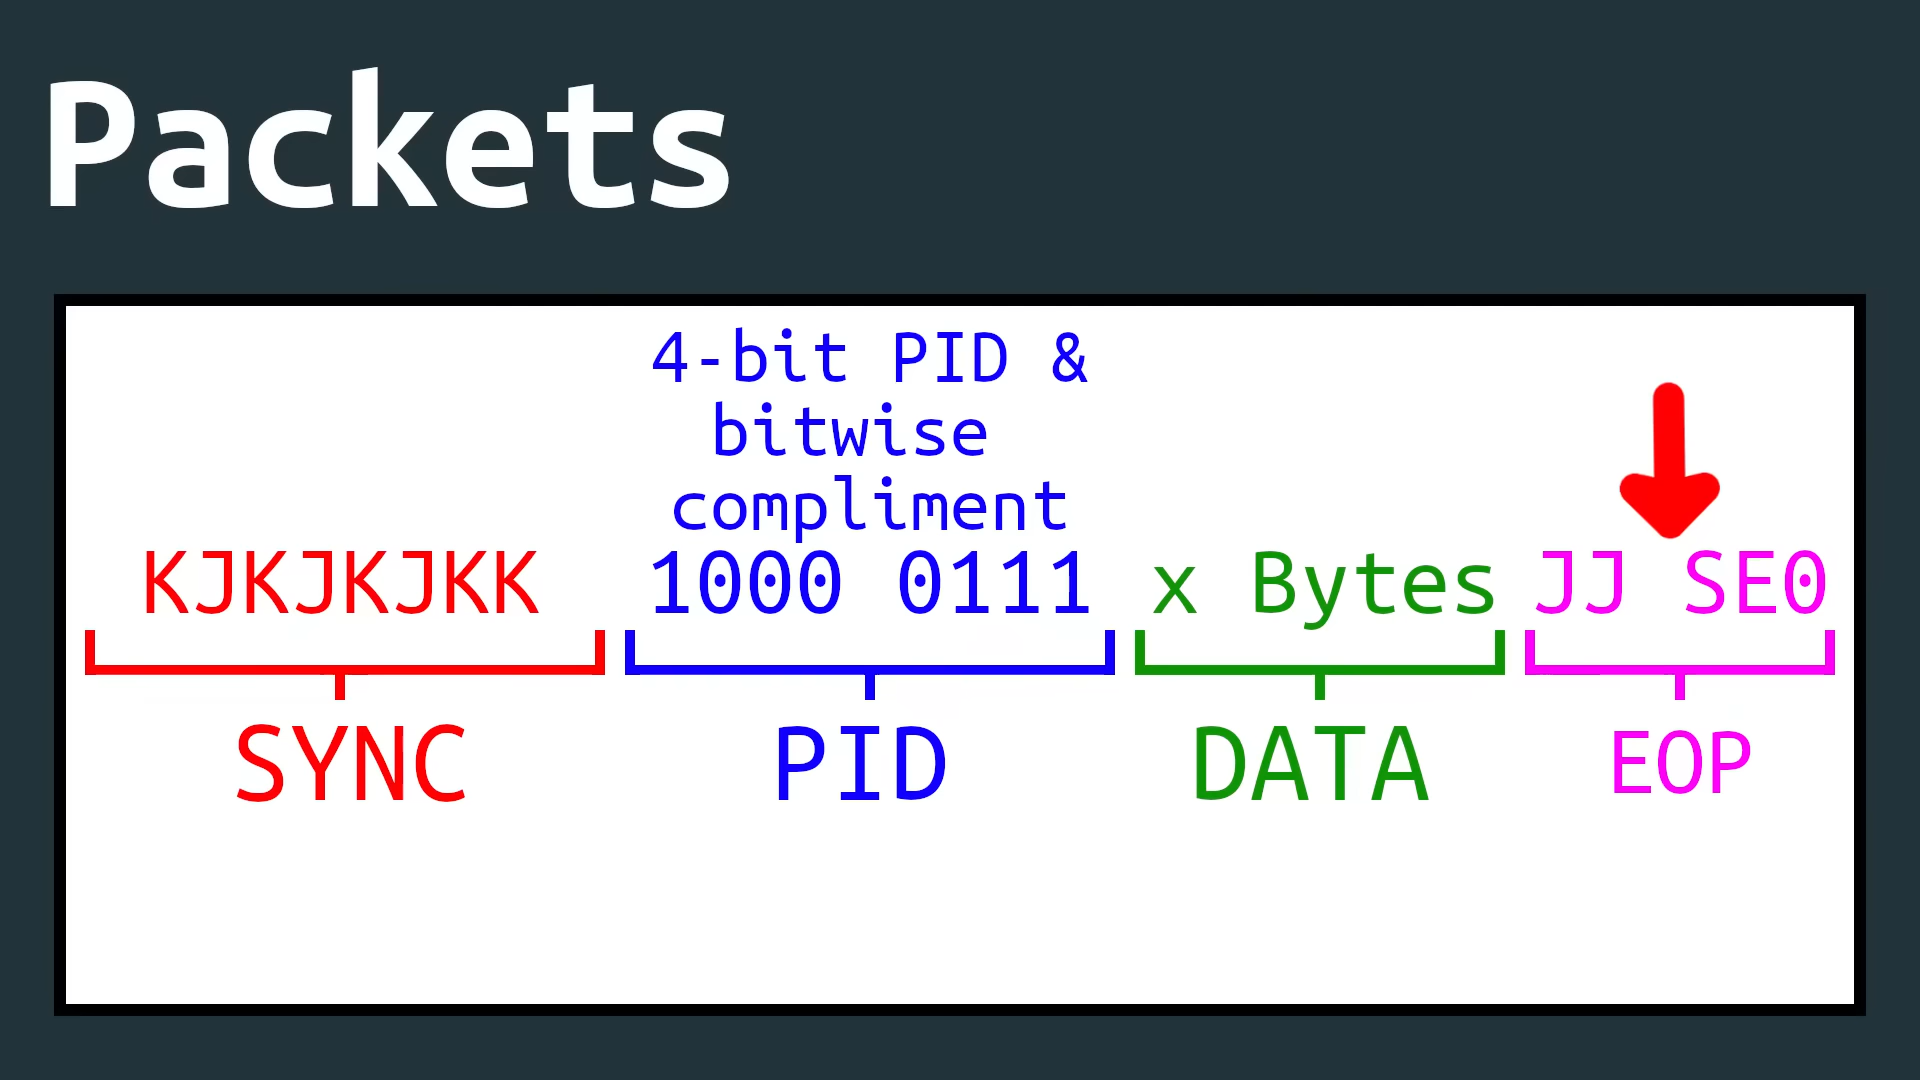 Packets
4-bit PID &
bitwise
compliment
KJKJKJKK 1000 0111 x Bytes JJ SE0
SYNC PID DATA EOP